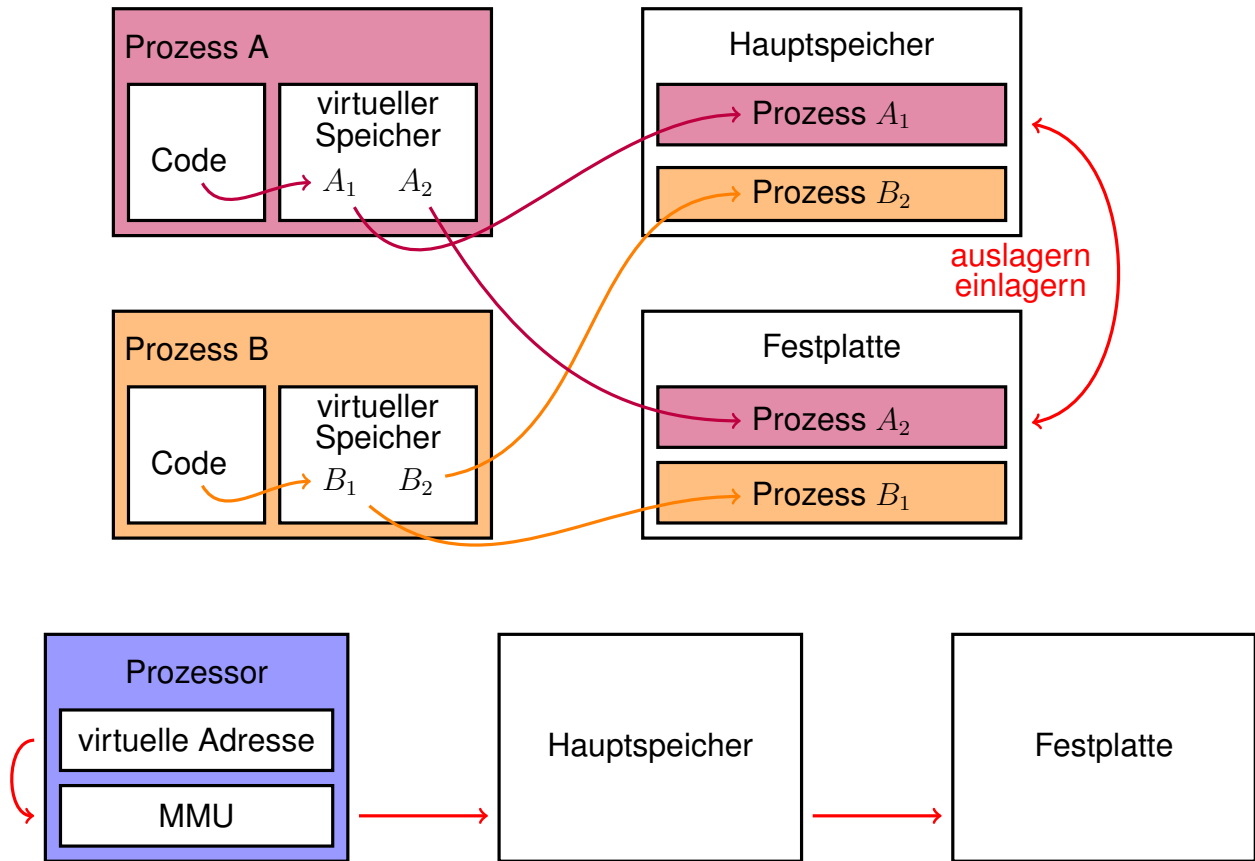 Prozess A
Code
virtueller
Speicher
A₁ A₂
Hauptspeicher
Prozess A₁
Prozess B₂
auslagern
einlagern
Prozess B
Code
virtueller
Speicher
B₁ B₂
Festplatte
Prozess A₂
Prozess B₁
Prozessor
virtuelle Adresse
MMU
Hauptspeicher
Festplatte